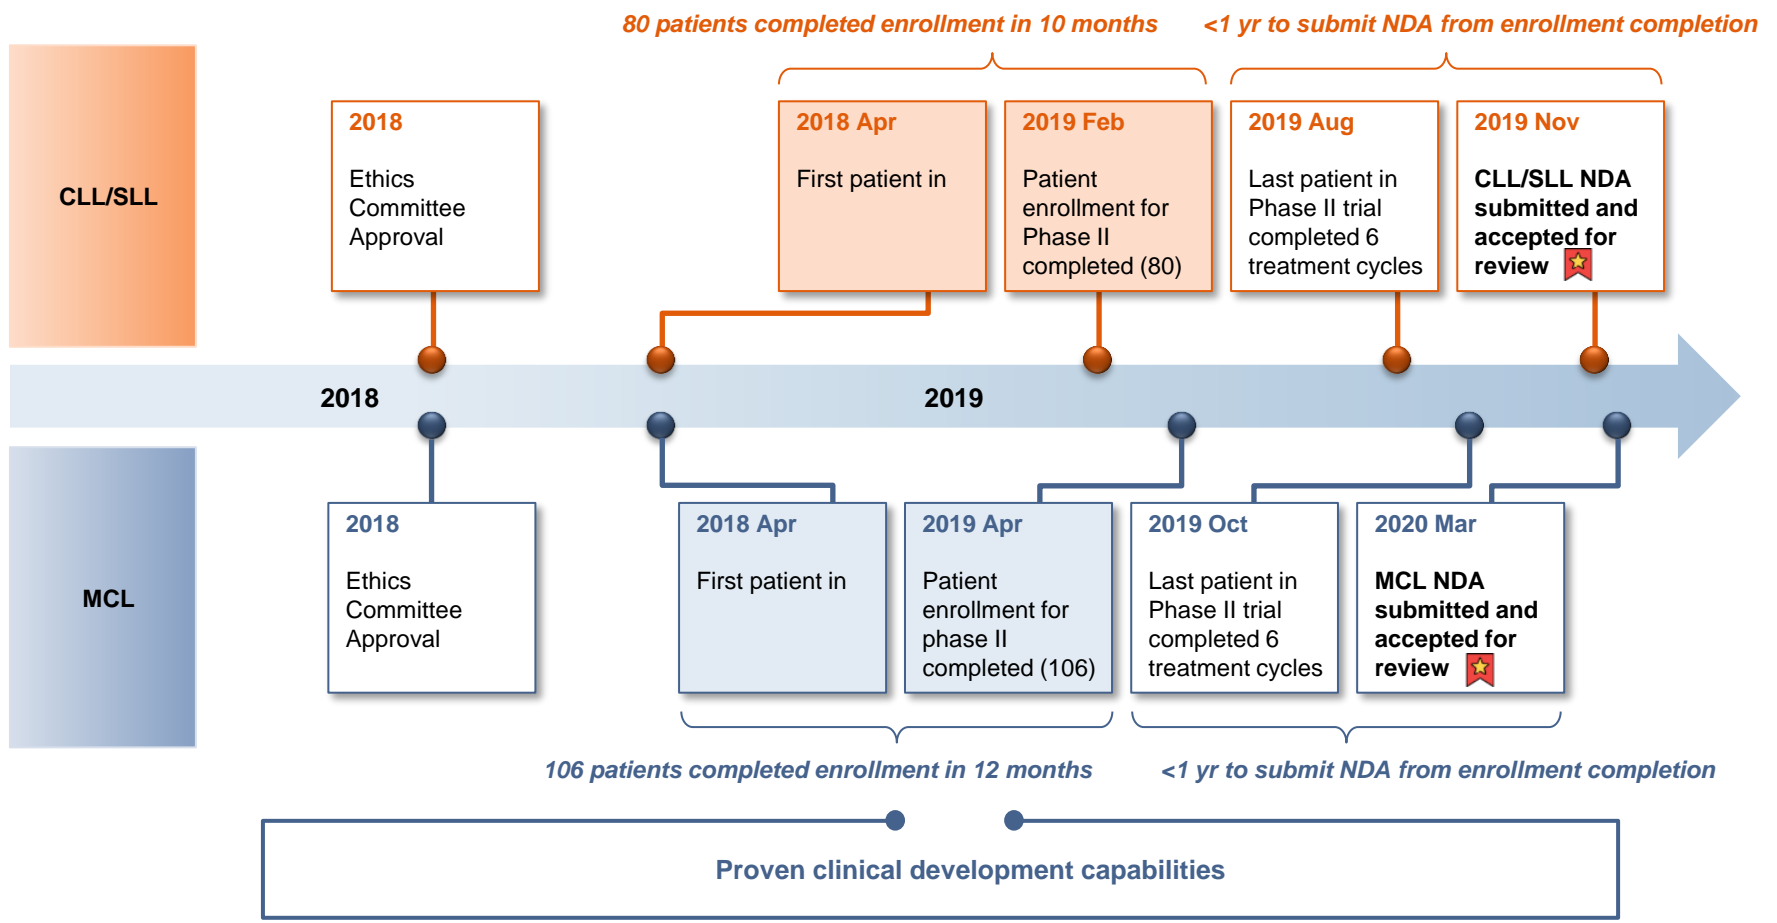 80 patients completed enrollment in 10 months
<1 yr to submit NDA from enrollment completion
CLL/SLL
2018
Ethics
Committee
Approval
2018 Apr
First patient in
2019 Feb
Patient
enrollment for
Phase II
completed (80)
2019 Aug
Last patient in
Phase II trial
completed 6
treatment cycles
2019 Nov
CLL/SLL NDA
submitted and
accepted for
review
2018
2019
MCL
2018
Ethics
Committee
Approval
2018 Apr
First patient in
2019 Apr
Patient
enrollment for
phase II
completed (106)
2019 Oct
Last patient in
Phase II trial
completed 6
treatment cycles
2020 Mar
MCL NDA
submitted and
accepted for
review
106 patients completed enrollment in 12 months
<1 yr to submit NDA from enrollment completion
Proven clinical development capabilities